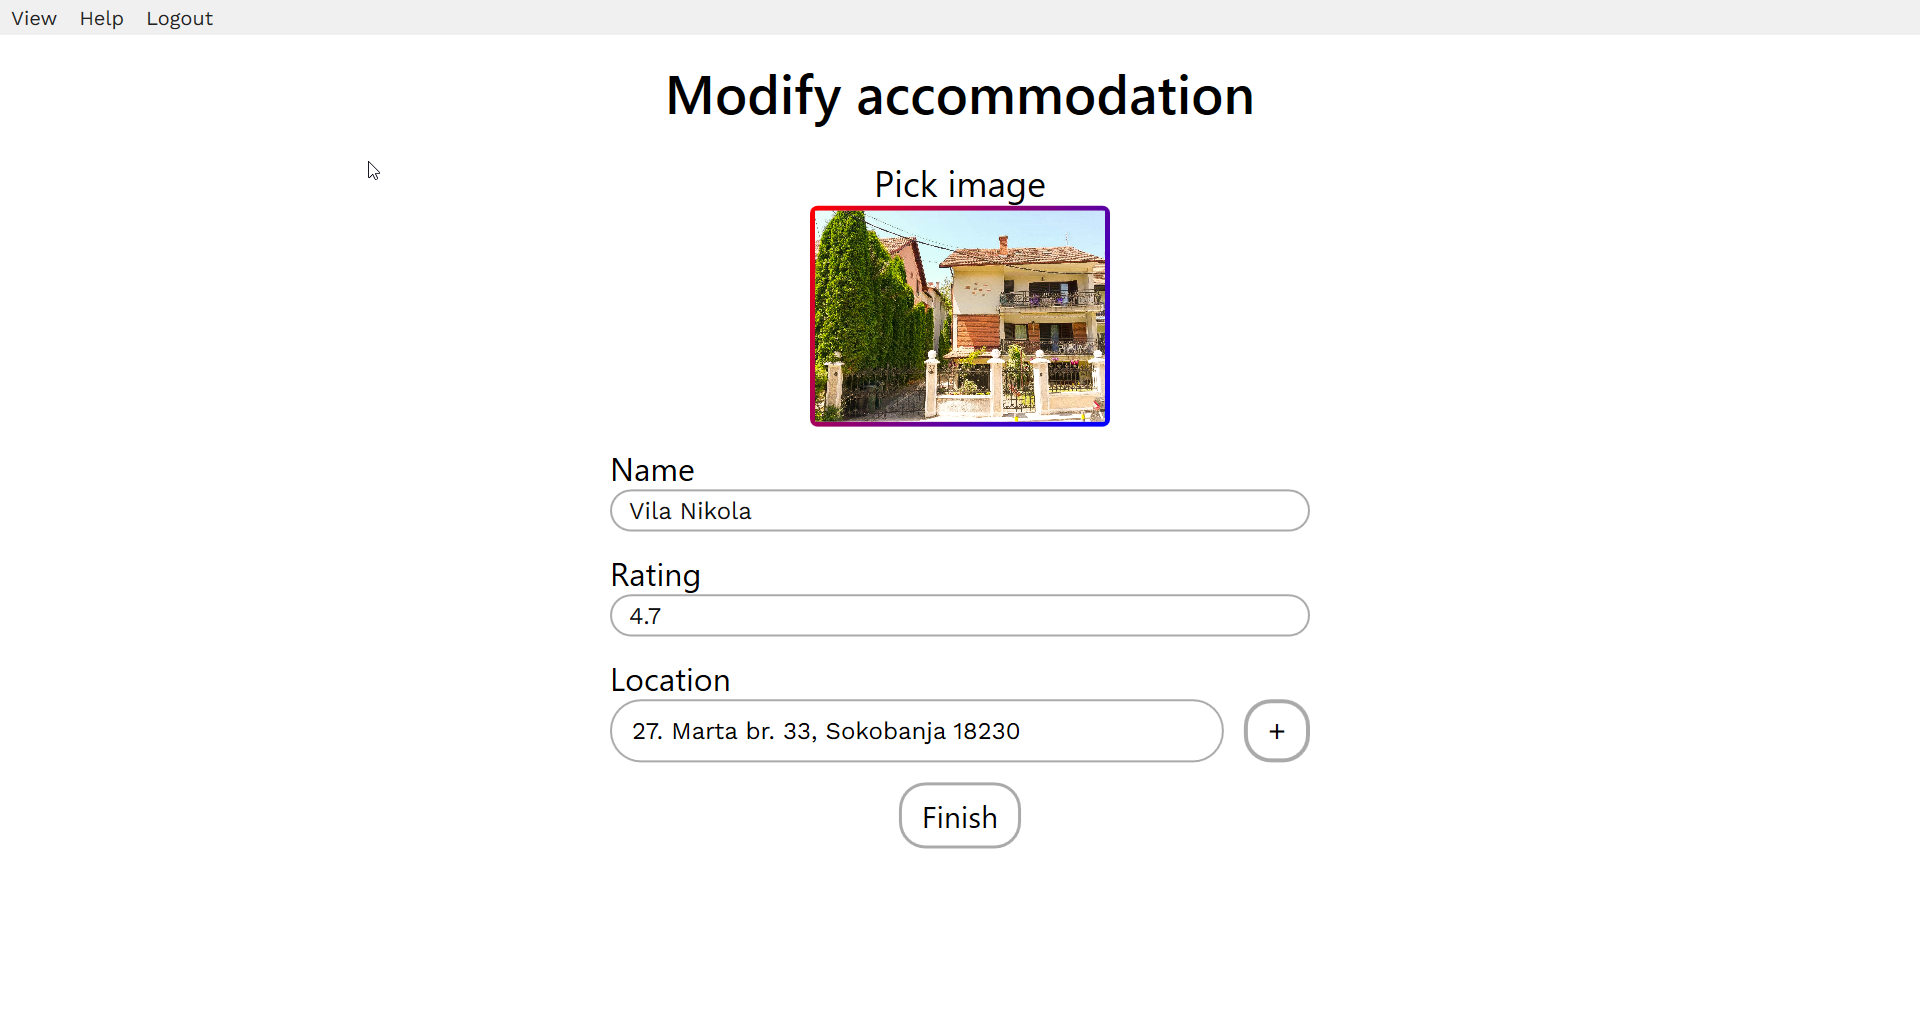 View Help Logout
Modify accommodation
Pick image
Name
Vila Nikola
Rating
4.7
Location
27. Marta br. 33, Sokobanja 18230
+
Finish